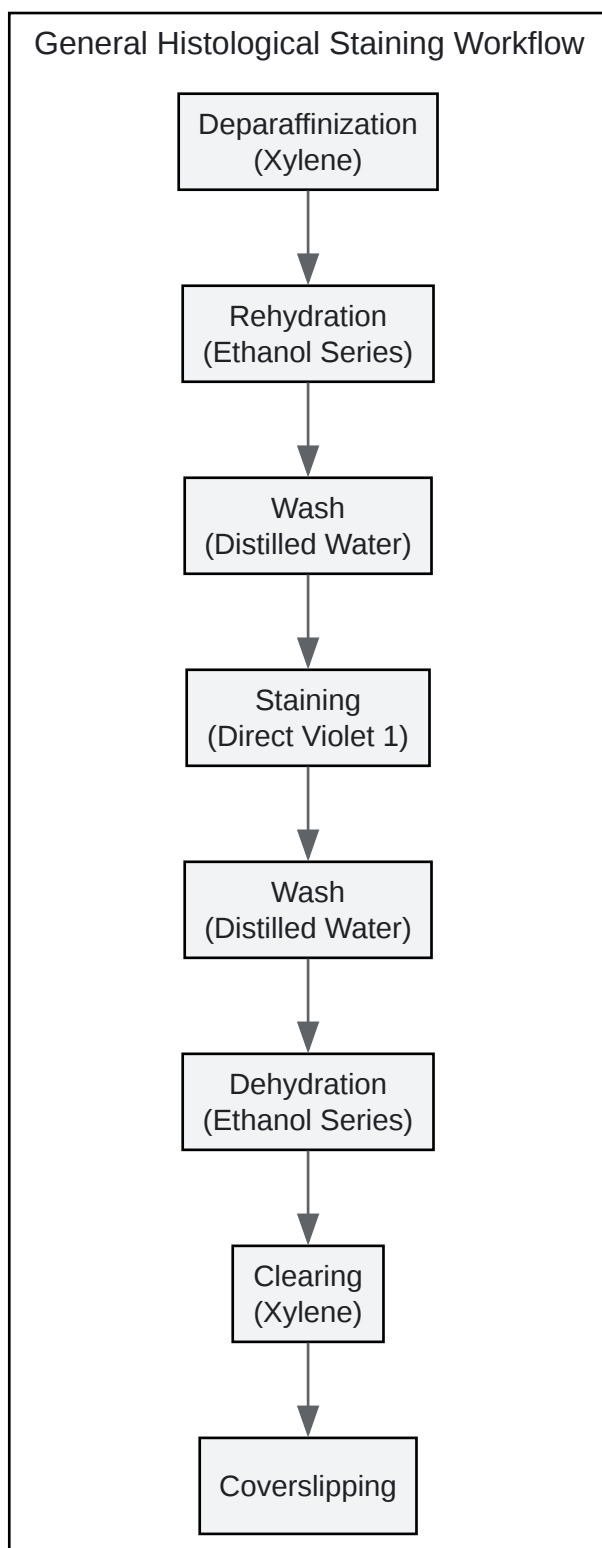 General Histological Staining Workflow
Deparaffinization
(Xylene)
Rehydration
(Ethanol Series)
Wash
(Distilled Water)
Staining
(Direct Violet 1)
Wash
(Distilled Water)
Dehydration
(Ethanol Series)
Clearing
(Xylene)
Coverslipping